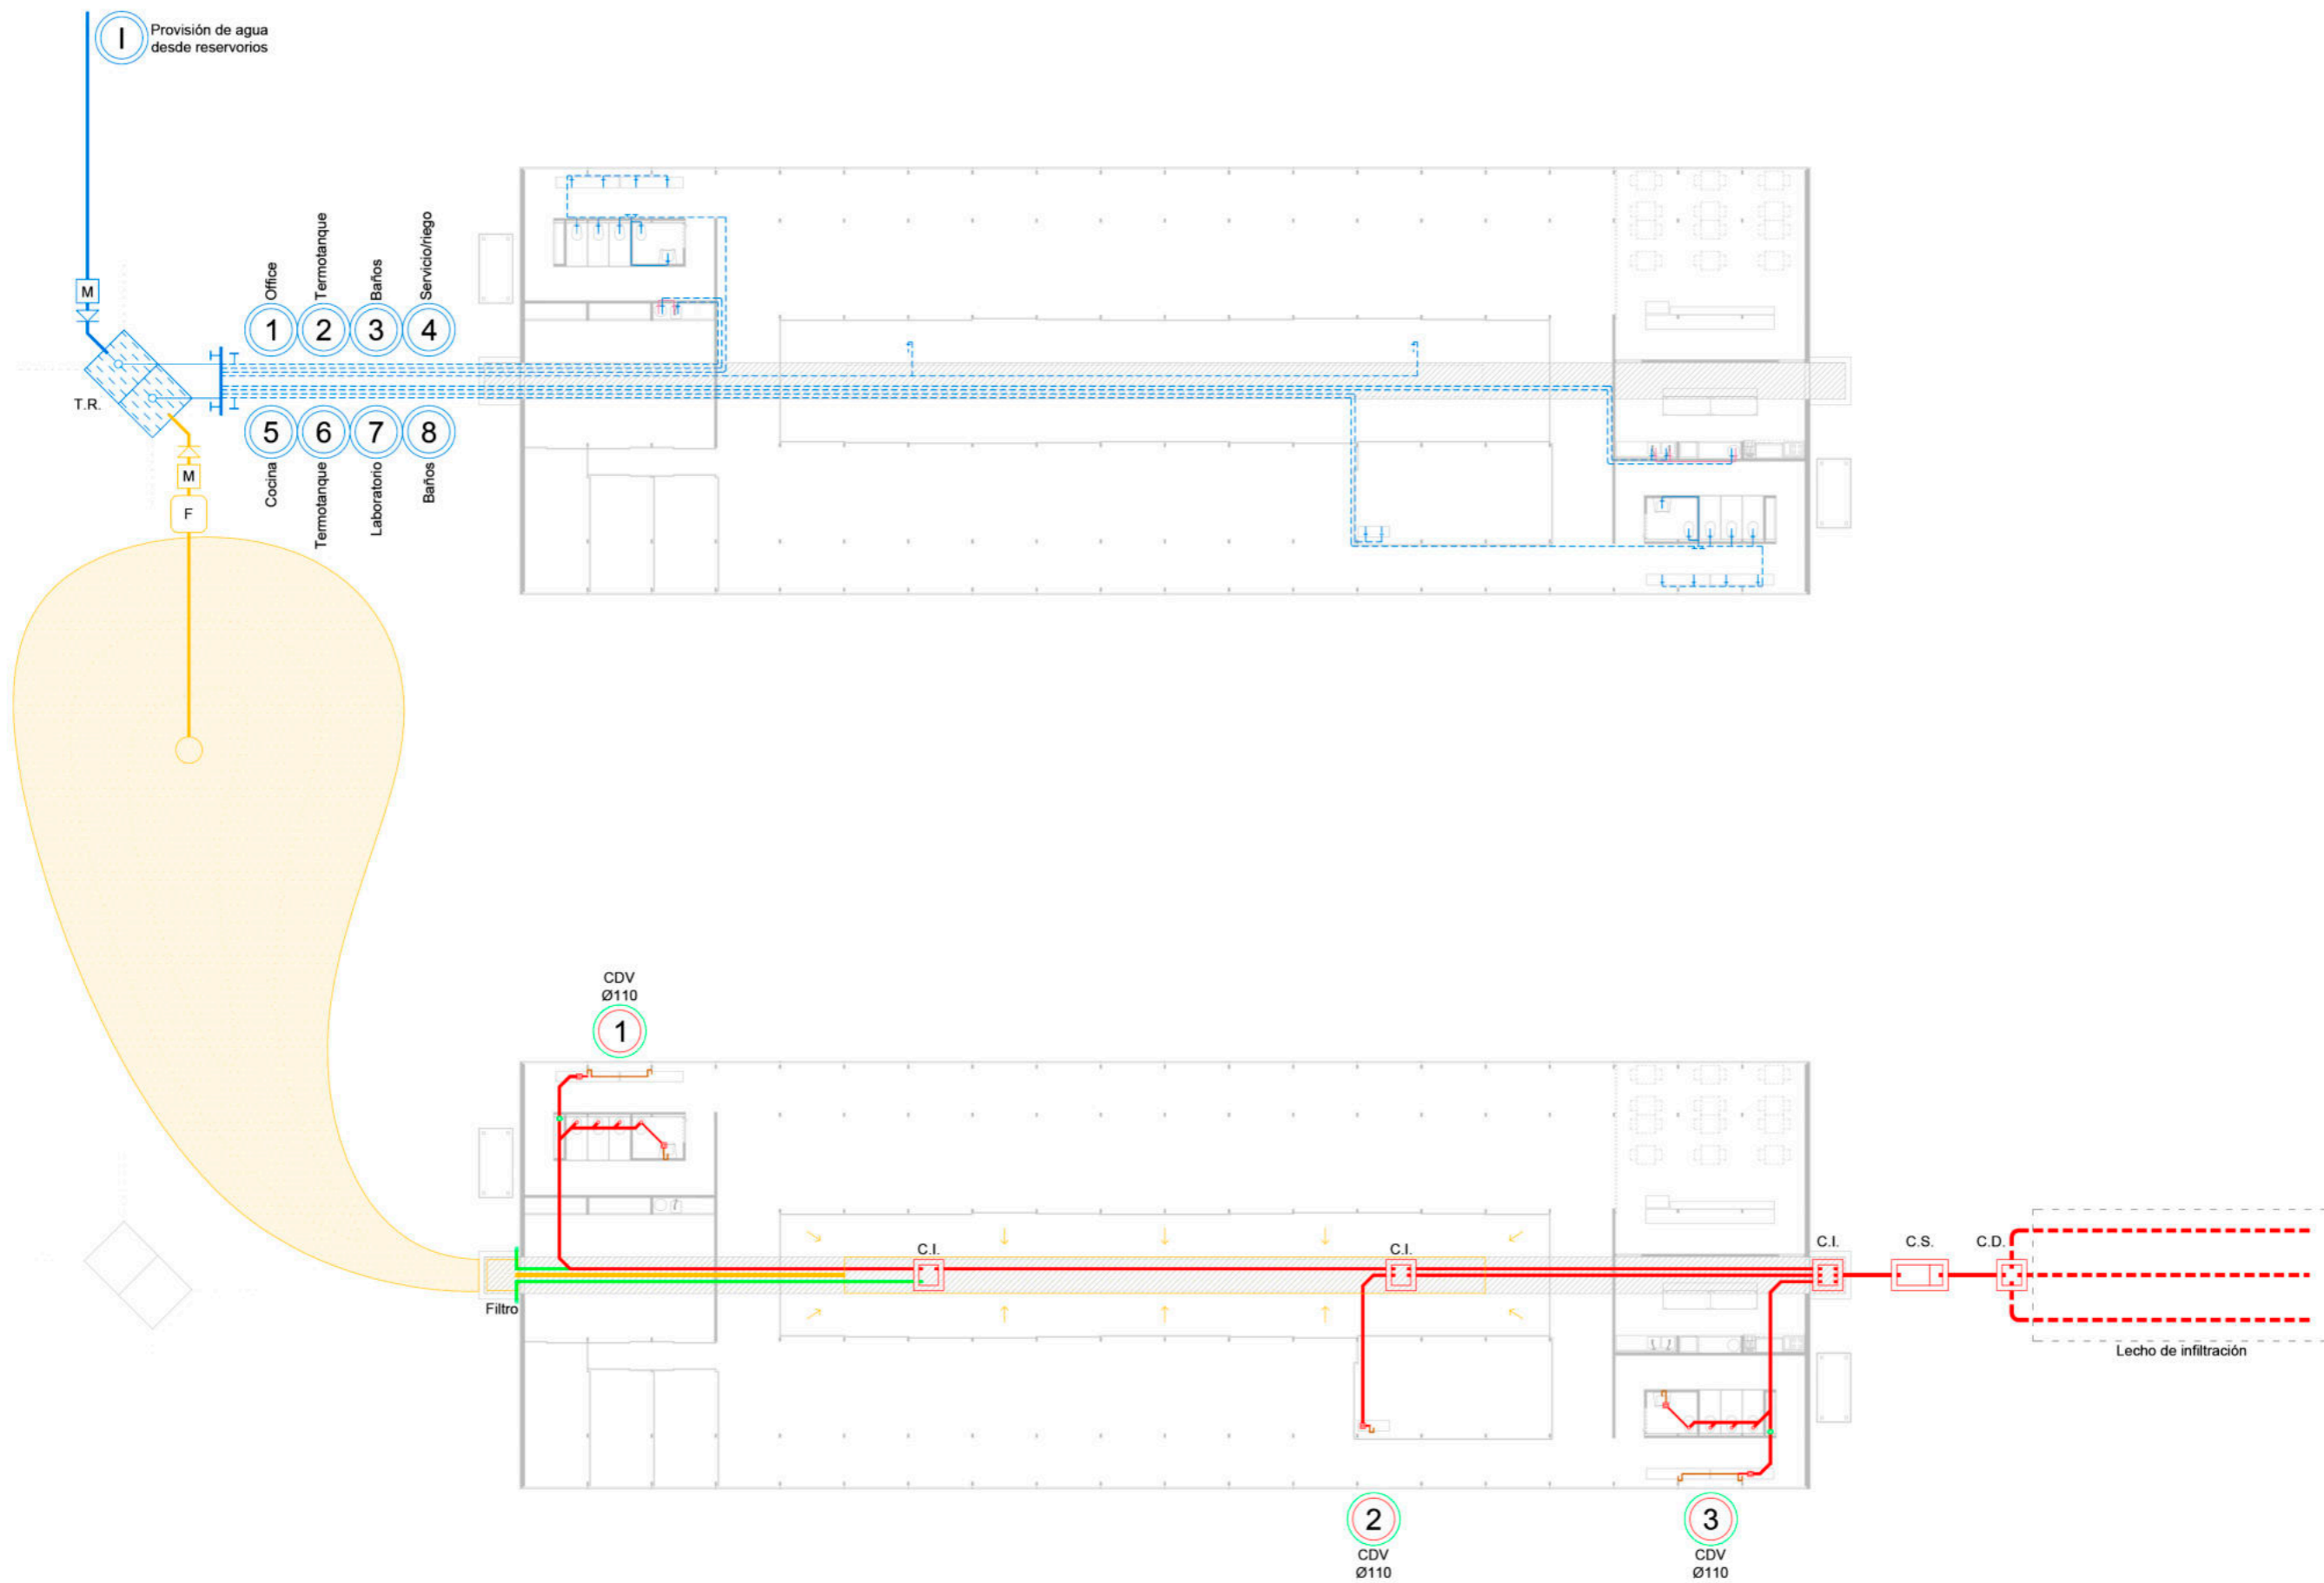 I
Provisión de agua
desde reservorios
M
Office
Termotanque
Baños
Servicio/riego
1
2
3
4
T.R.
5
6
7
8
Cocina
Termotanque
Laboratorio
Baños
M
F
CDV
Ø110
1
C.I.
C.I.
C.I.
C.S.
C.D.
Filtro
Lecho de infiltración
2
3
CDV
Ø110
CDV
Ø110